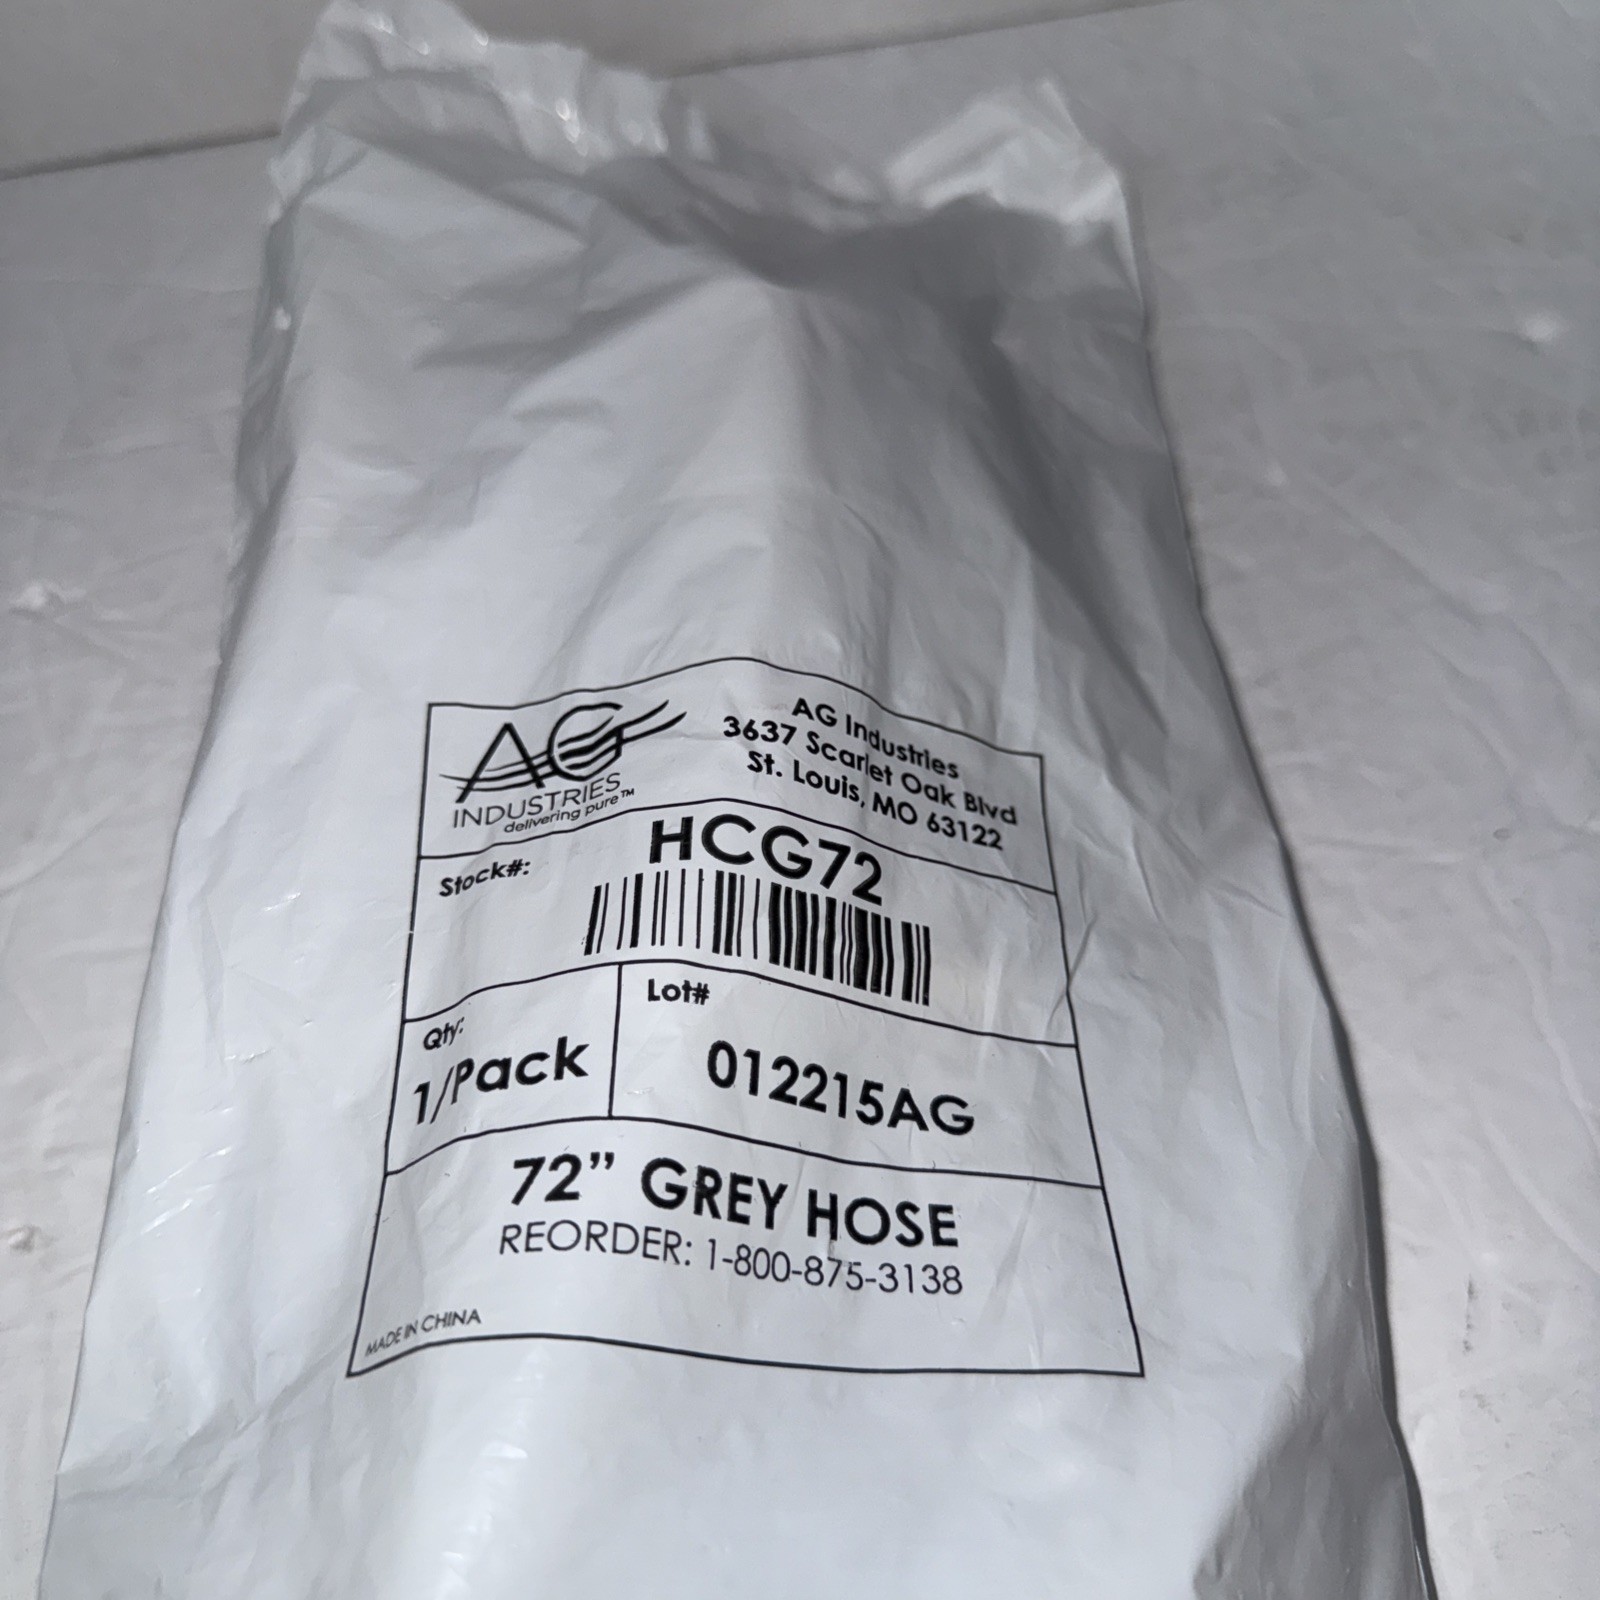 AG
INDUSTRIES
delivering pure™
AG Industries
3637 Scarlet Oak Blvd
St. Louis, MO 63122
Stock#:
HCG72
Qty:
1/Pack
Lot#
012215AG
72” GREY HOSE
REORDER: 1-800-875-3138
MADE IN CHINA